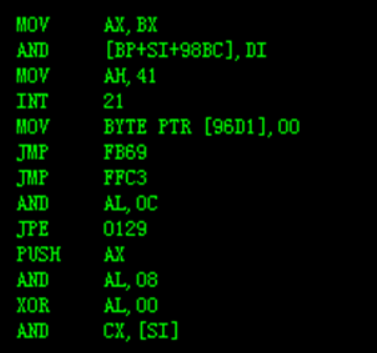 MOV AX, BX
AND [BP+SI+98BC], DI
MOV AH, 41
INT 21
MOV BYTE PTR [96D1], 00
JMP FB69
JMP FFC3
AND AL, 0C
JPE 0129
PUSH AX
AND AL, 08
XOR AL, 00
AND CX, [SI]